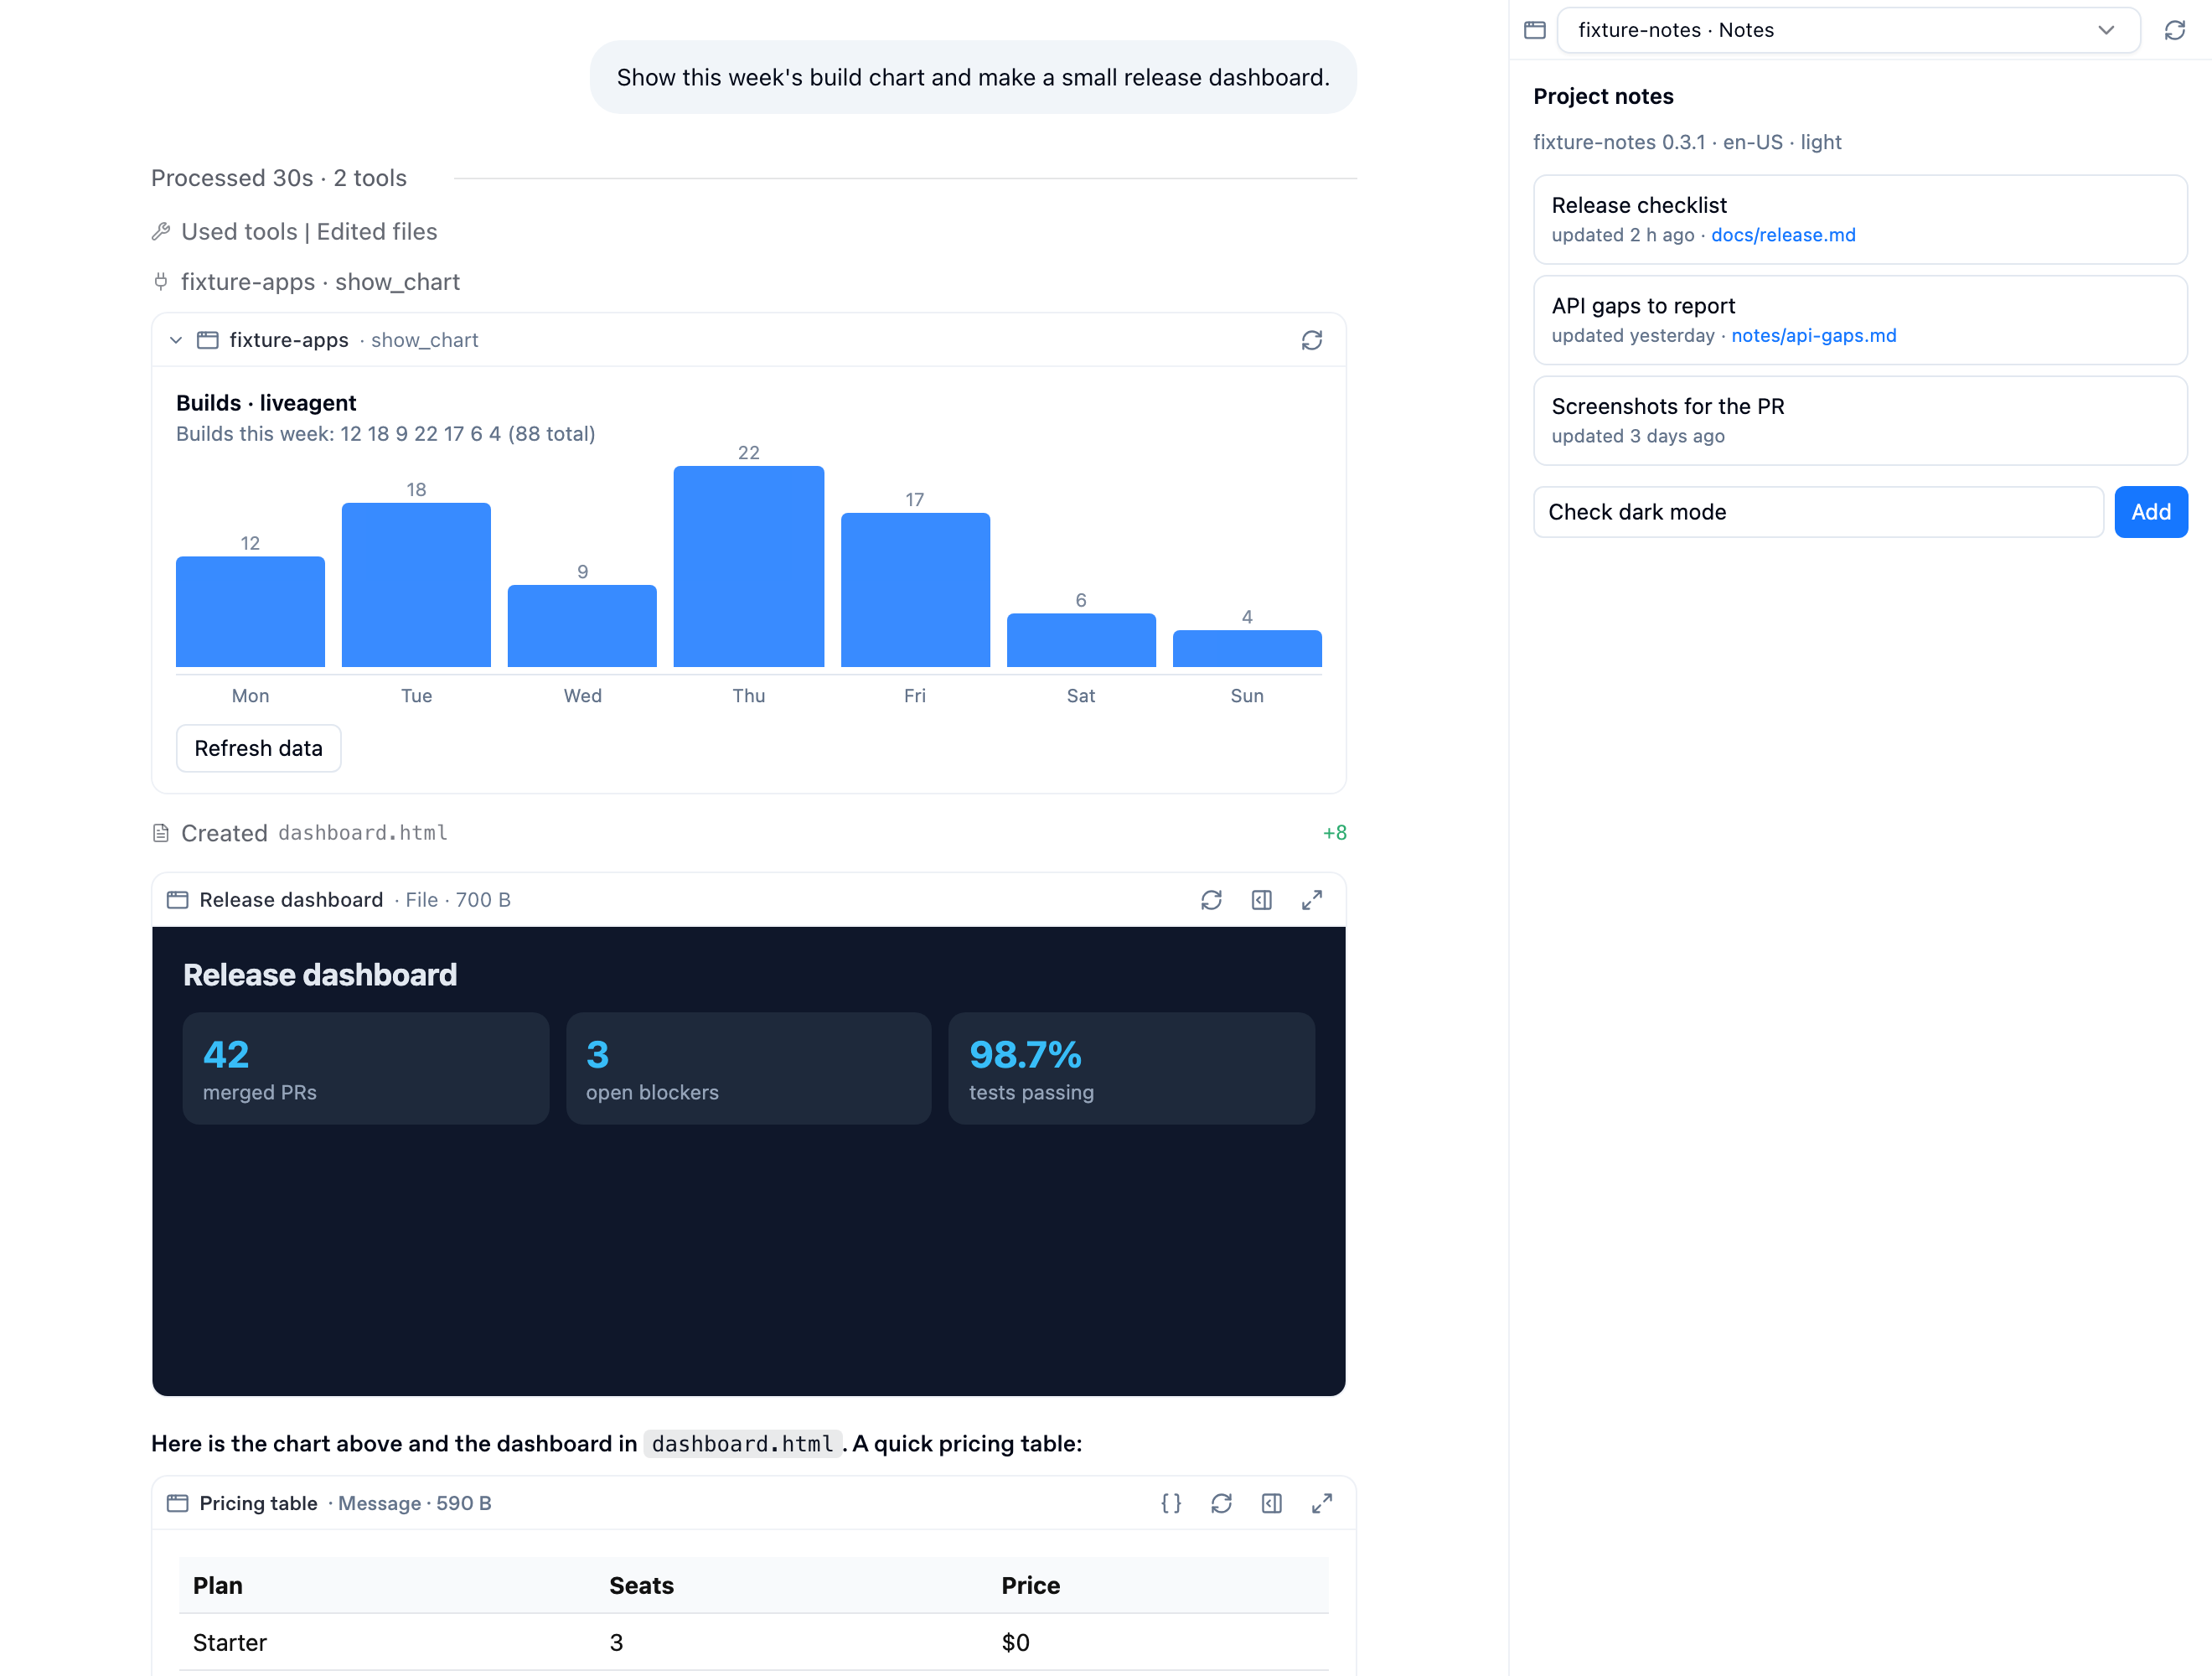 Show this week's build chart and make a small release dashboard.
Processed 30s · 2 tools
Used tools | Edited files
fixture-apps · show_chart
fixture-apps · show_chart
Builds · liveagent
Builds this week: 12 18 9 22 17 6 4 (88 total)
12 18 9 22 17 6 4
Mon Tue Wed Thu Fri Sat Sun
Refresh data
Created dashboard.html +8
Release dashboard · File · 700 B
Release dashboard
42 3 98.7%
merged PRs open blockers tests passing
Here is the chart above and the dashboard in dashboard.html. A quick pricing table:
Pricing table · Message · 590 B
Plan Seats Price
Starter 3 $0
fixture-notes · Notes
Project notes
fixture-notes 0.3.1 · en-US · light
Release checklist
updated 2 h ago · docs/release.md
API gaps to report
updated yesterday · notes/api-gaps.md
Screenshots for the PR
updated 3 days ago
Check dark mode Add